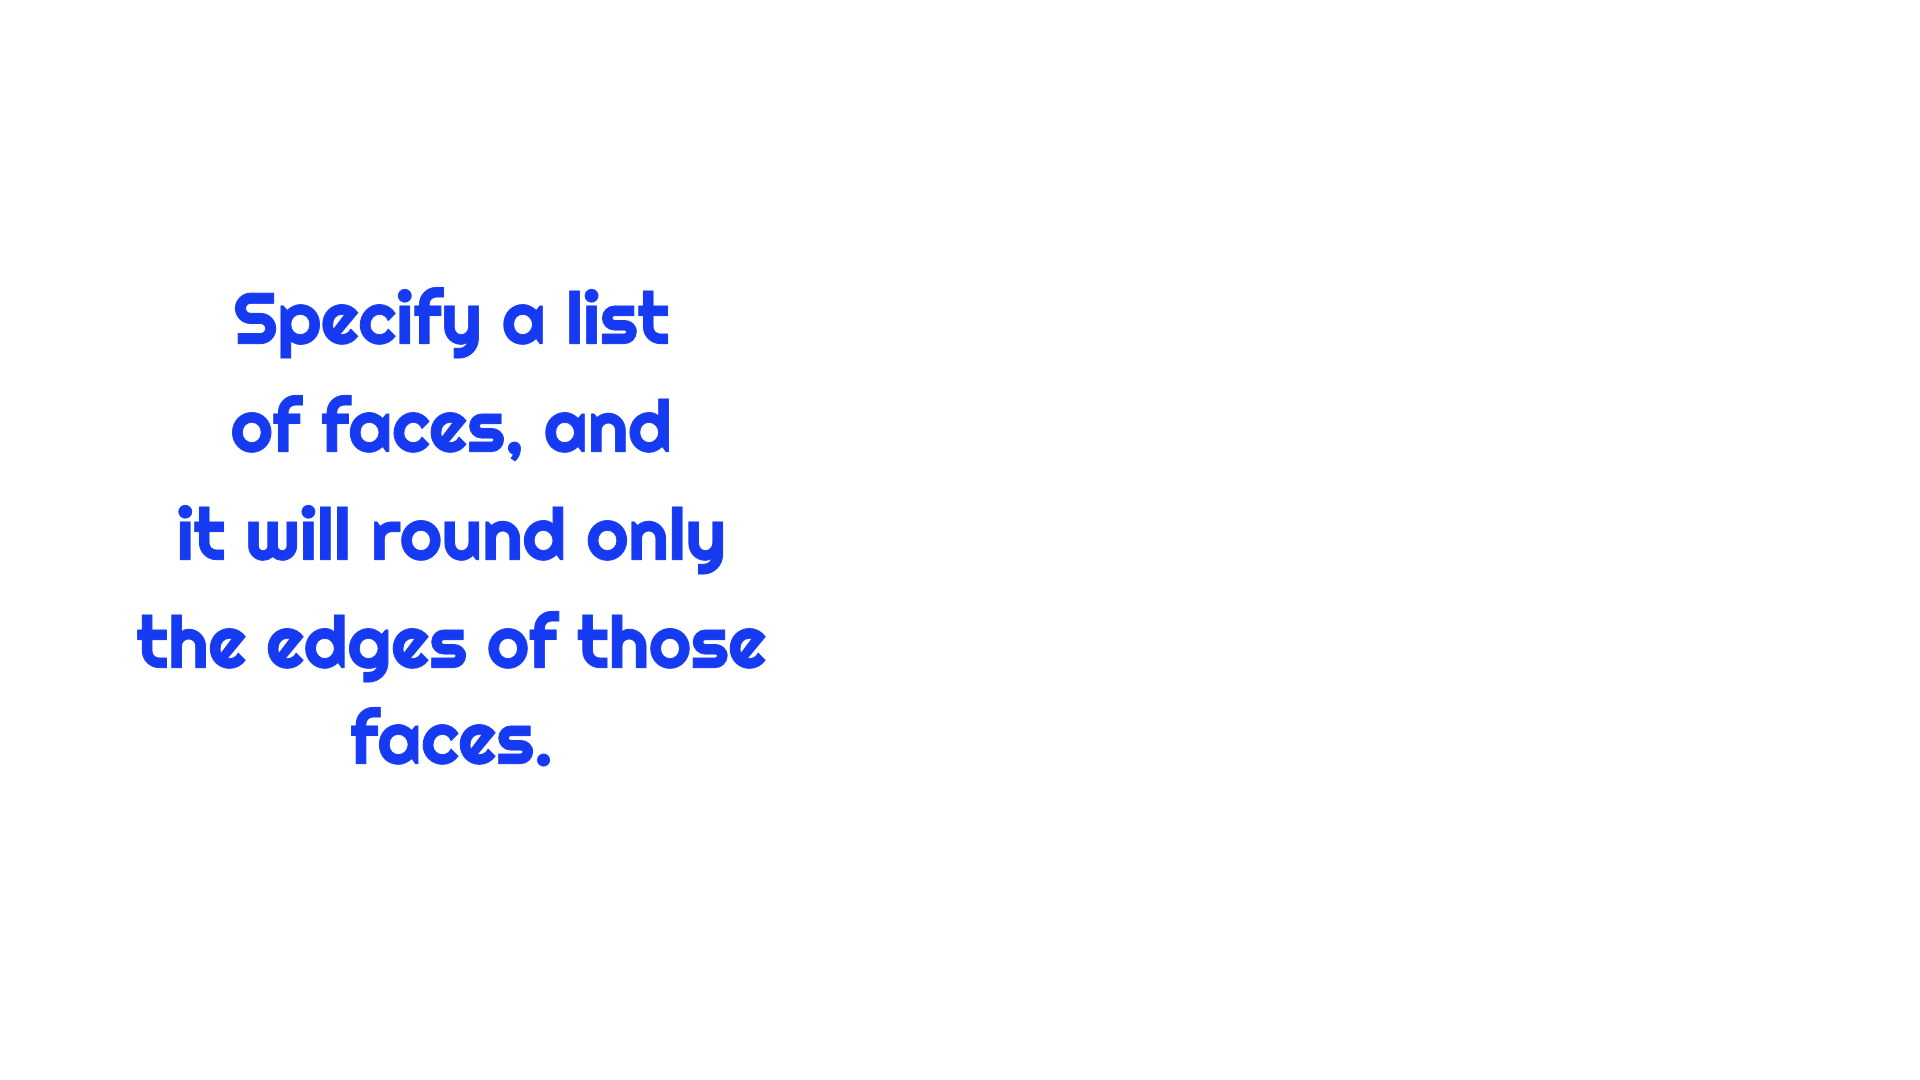 Specify a list
of faces, and
it will round only
the edges of those
faces.